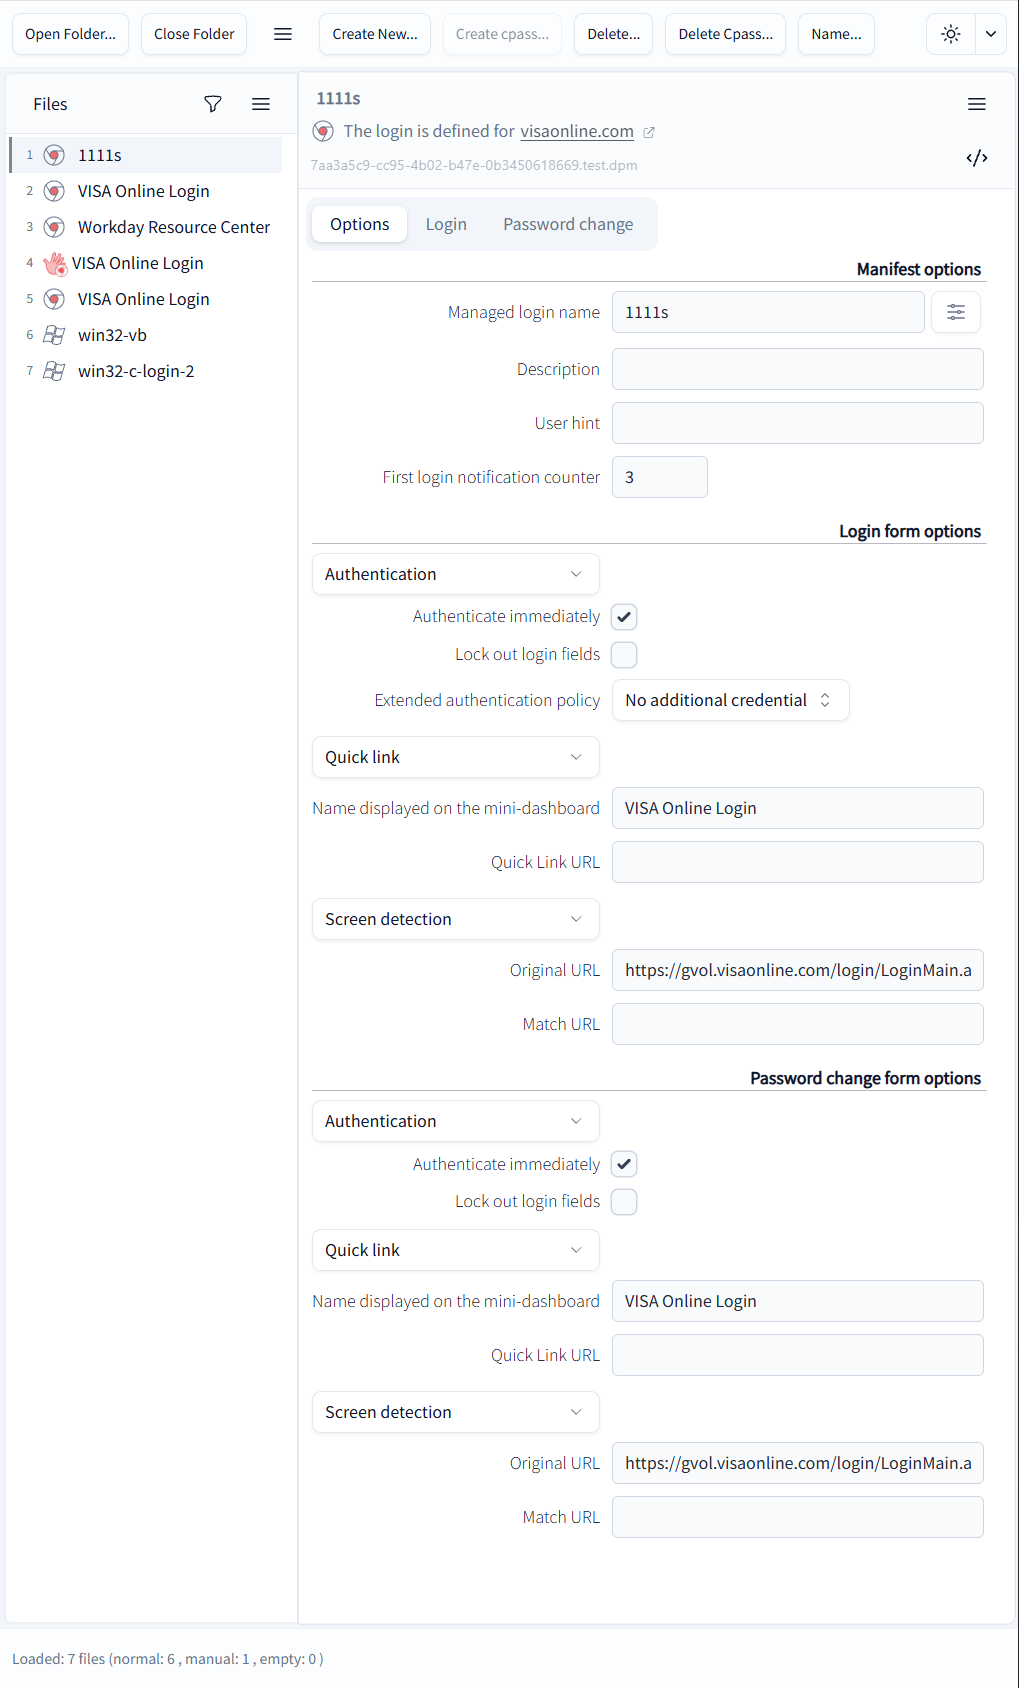 Open Folder... Close Folder Create New... Create cpass... Delete... Delete Cpass... Name...
Files
1 1111s
2 VISA Online Login
3 Workday Resource Center
4 VISA Online Login
5 VISA Online Login
6 win32-vb
7 win32-c-login-2
1111s
The login is defined for visaonline.com
7aa3a5c9-cc95-4b02-b47e-0b3450618669.test.dpm
Options Login Password change
Manifest options
Managed login name 1111s
Description
User hint
First login notification counter 3
Login form options
Authentication
Authenticate immediately
Lock out login fields
Extended authentication policy No additional credential
Quick link
Name displayed on the mini-dashboard VISA Online Login
Quick Link URL
Screen detection
Original URL https://gvol.visaonline.com/login/LoginMain.a
Match URL
Password change form options
Authentication
Authenticate immediately
Lock out login fields
Quick link
Name displayed on the mini-dashboard VISA Online Login
Quick Link URL
Screen detection
Original URL https://gvol.visaonline.com/login/LoginMain.a
Match URL
Loaded: 7 files (normal: 6 , manual: 1 , empty: 0 )